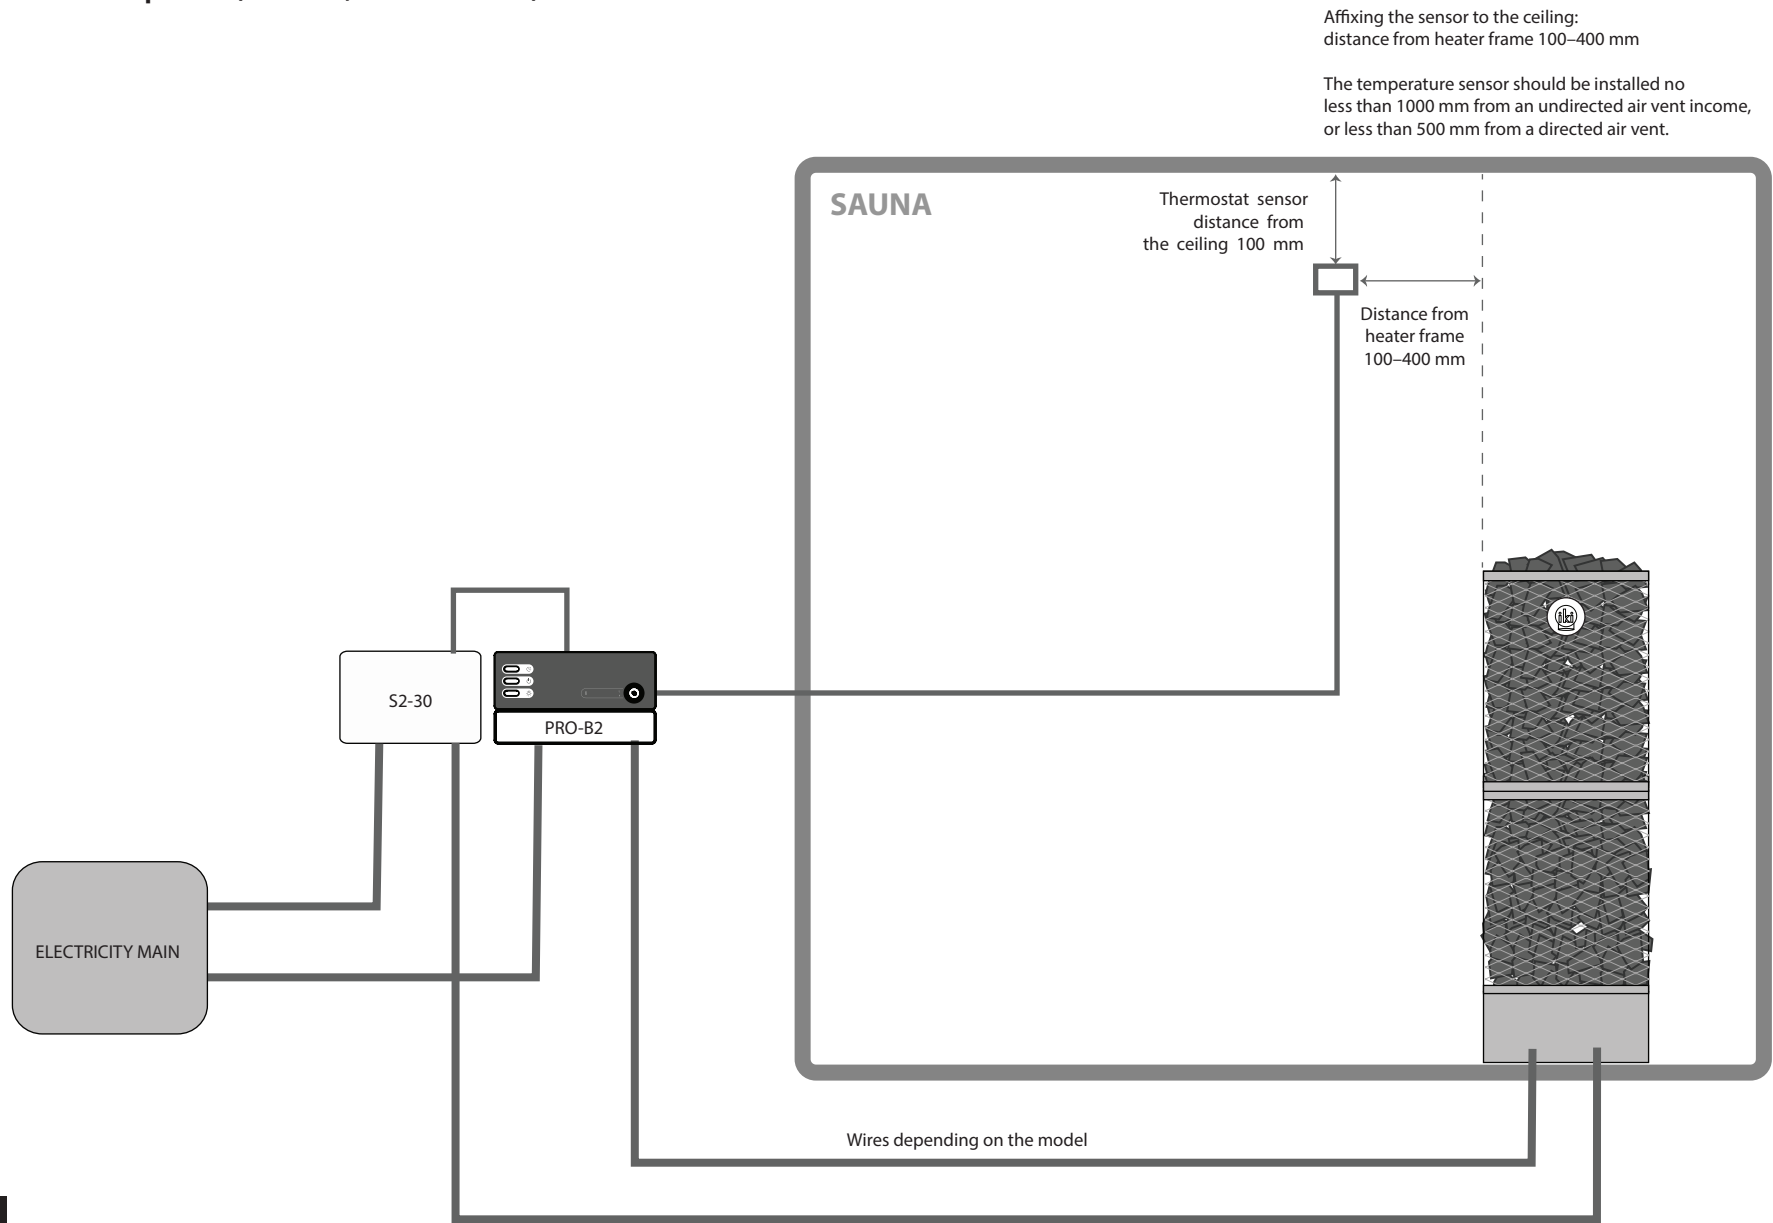 Affixing the sensor to the ceiling:
distance from heater frame 100–400 mm
The temperature sensor should be installed no
less than 1000 mm from an undirected air vent income,
or less than 500 mm from a directed air vent.
SAUNA
Thermostat sensor
distance from
the ceiling 100 mm
Distance from
heater frame
100–400 mm
iki
S2-30
PRO-B2
ELECTRICITY MAIN
Wires depending on the model